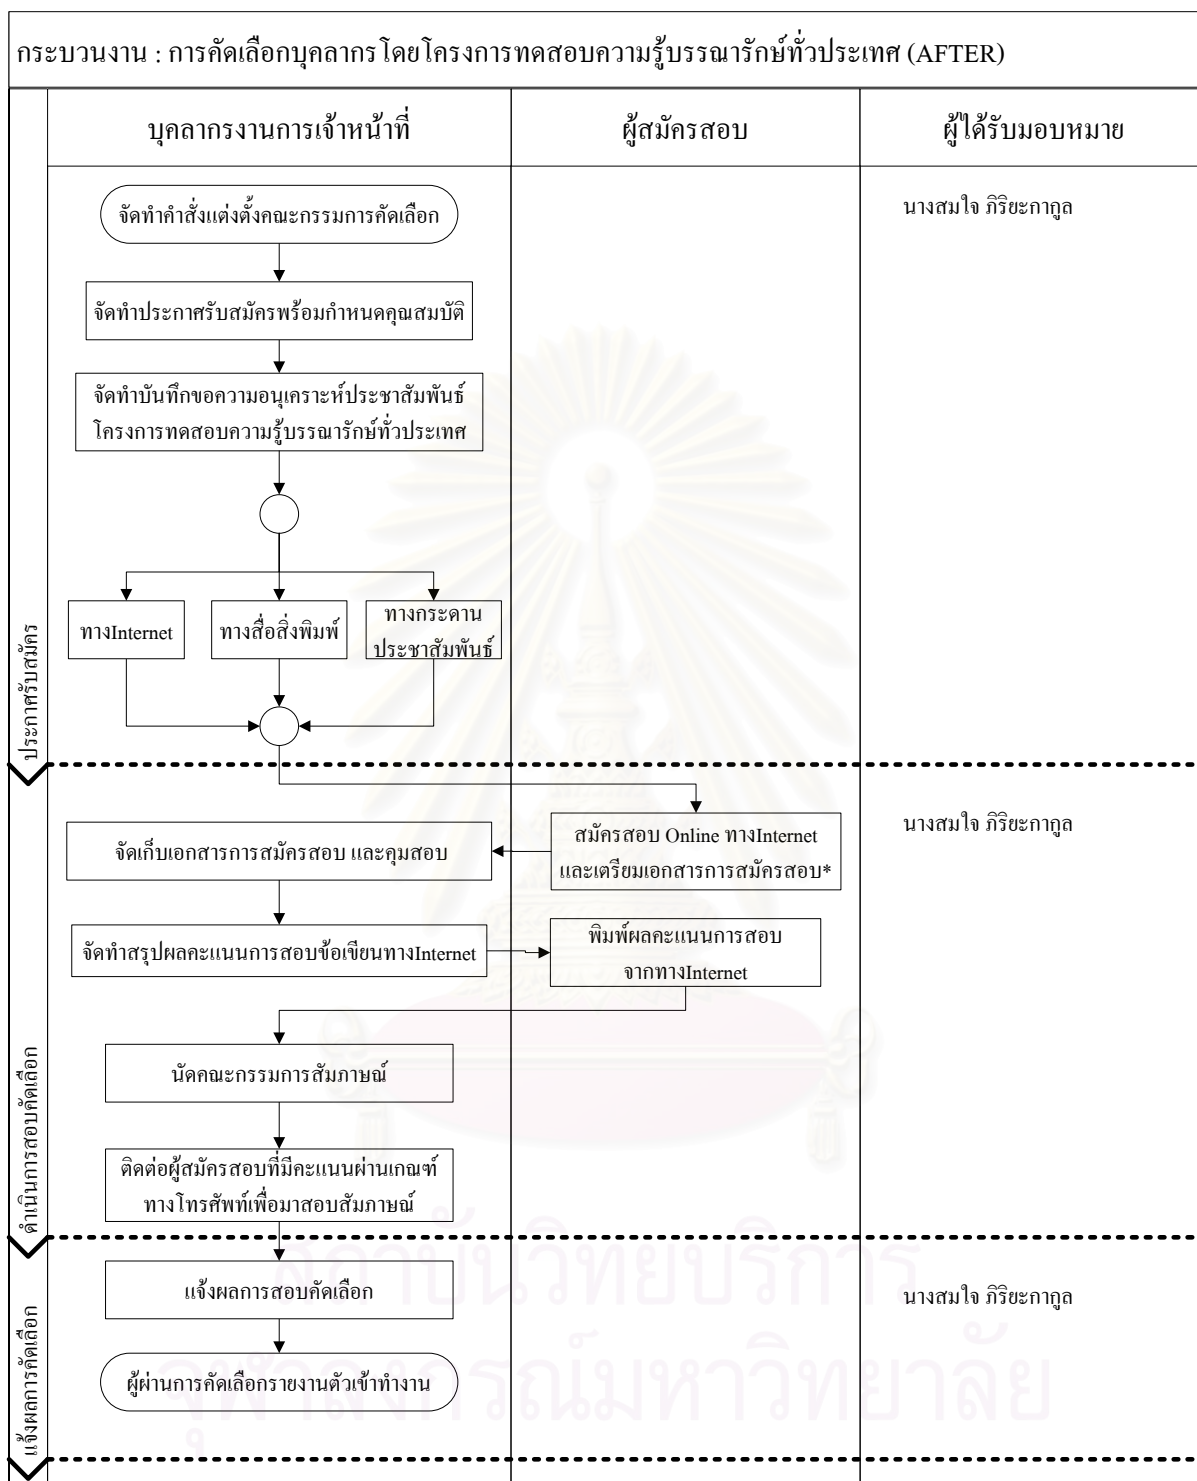 กระบวนงาน : การคัดเลือกบุคลากรโดยโครงการทดสอบความรู้บรรณารักษ์ทั่วประเทศ (AFTER)
บุคลากรงานการเจ้าหน้าที่
ผู้สมัครสอบ
ผู้ได้รับมอบหมาย
ประกาศรับสมัคร
จัดทำคำสั่งแต่งตั้งคณะกรรมการคัดเลือก
นางสมใจ ภิริยะกากูล
จัดทำประกาศรับสมัครพร้อมกำหนดคุณสมบัติ
จัดทำบันทึกขอความอนุเคราะห์ประชาสัมพันธ์
โครงการทดสอบความรู้บรรณารักษ์ทั่วประเทศ
ทางInternet
ทางสื่อสิ่งพิมพ์
ทางกระดาน
ประชาสัมพันธ์
ดำเนินการสอบคัดเลือก
สมัครสอบ Online ทางInternet
และเตรียมเอกสารการสมัครสอบ*
นางสมใจ ภิริยะกากูล
จัดเก็บเอกสารการสมัครสอบ และคุมสอบ
จัดทำสรุปผลคะแนนการสอบข้อเขียนทางInternet
พิมพ์ผลคะแนนการสอบ
จากทางInternet
นัดคณะกรรมการสัมภาษณ์
ติดต่อผู้สมัครสอบที่มีคะแนนผ่านเกณฑ์
ทางโทรศัพท์เพื่อมาสอบสัมภาษณ์
แจ้งผลการคัดเลือก
แจ้งผลการสอบคัดเลือก
นางสมใจ ภิริยะกากูล
ผู้ผ่านการคัดเลือกรายงานตัวเข้าทำงาน
สถาบันวิทยบริการ
จุฬาลงกรณ์มหาวิทยาลัย